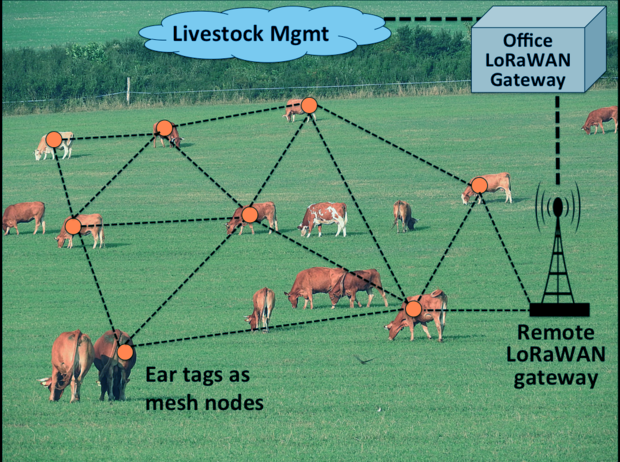 Livestock Mgmt
Office
LoRaWAN
Gateway
Remote
LoRaWAN
gateway
Ear tags as
mesh nodes